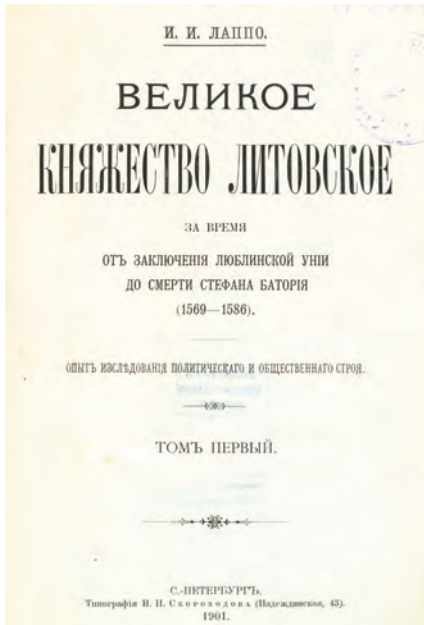 И. И. ЛАППО.
ВЕЛИКОЕ
КНЯЖЕСТВО ЛИТОВСКОЕ
ЗА ВРЕМЯ
ОТЪ ЗАКЛЮЧЕНІЯ ЛЮБЛИНСКОЙ УНІИ
ДО СМЕРТИ СТЕФАНА БАТОРІЯ
(1569—1586).
ОПЫТЪ ИЗСЛѢДОВАНІЯ ПОЛИТИЧЕСКАГО И ОБЩЕСТВЕННАГО СТРОЯ.
ТОМЪ ПЕРВЫЙ.
С.-ПЕТЕРБУРГЪ.
Типографія И. Н. Скороходова (Надеждинская, 43).
1901.